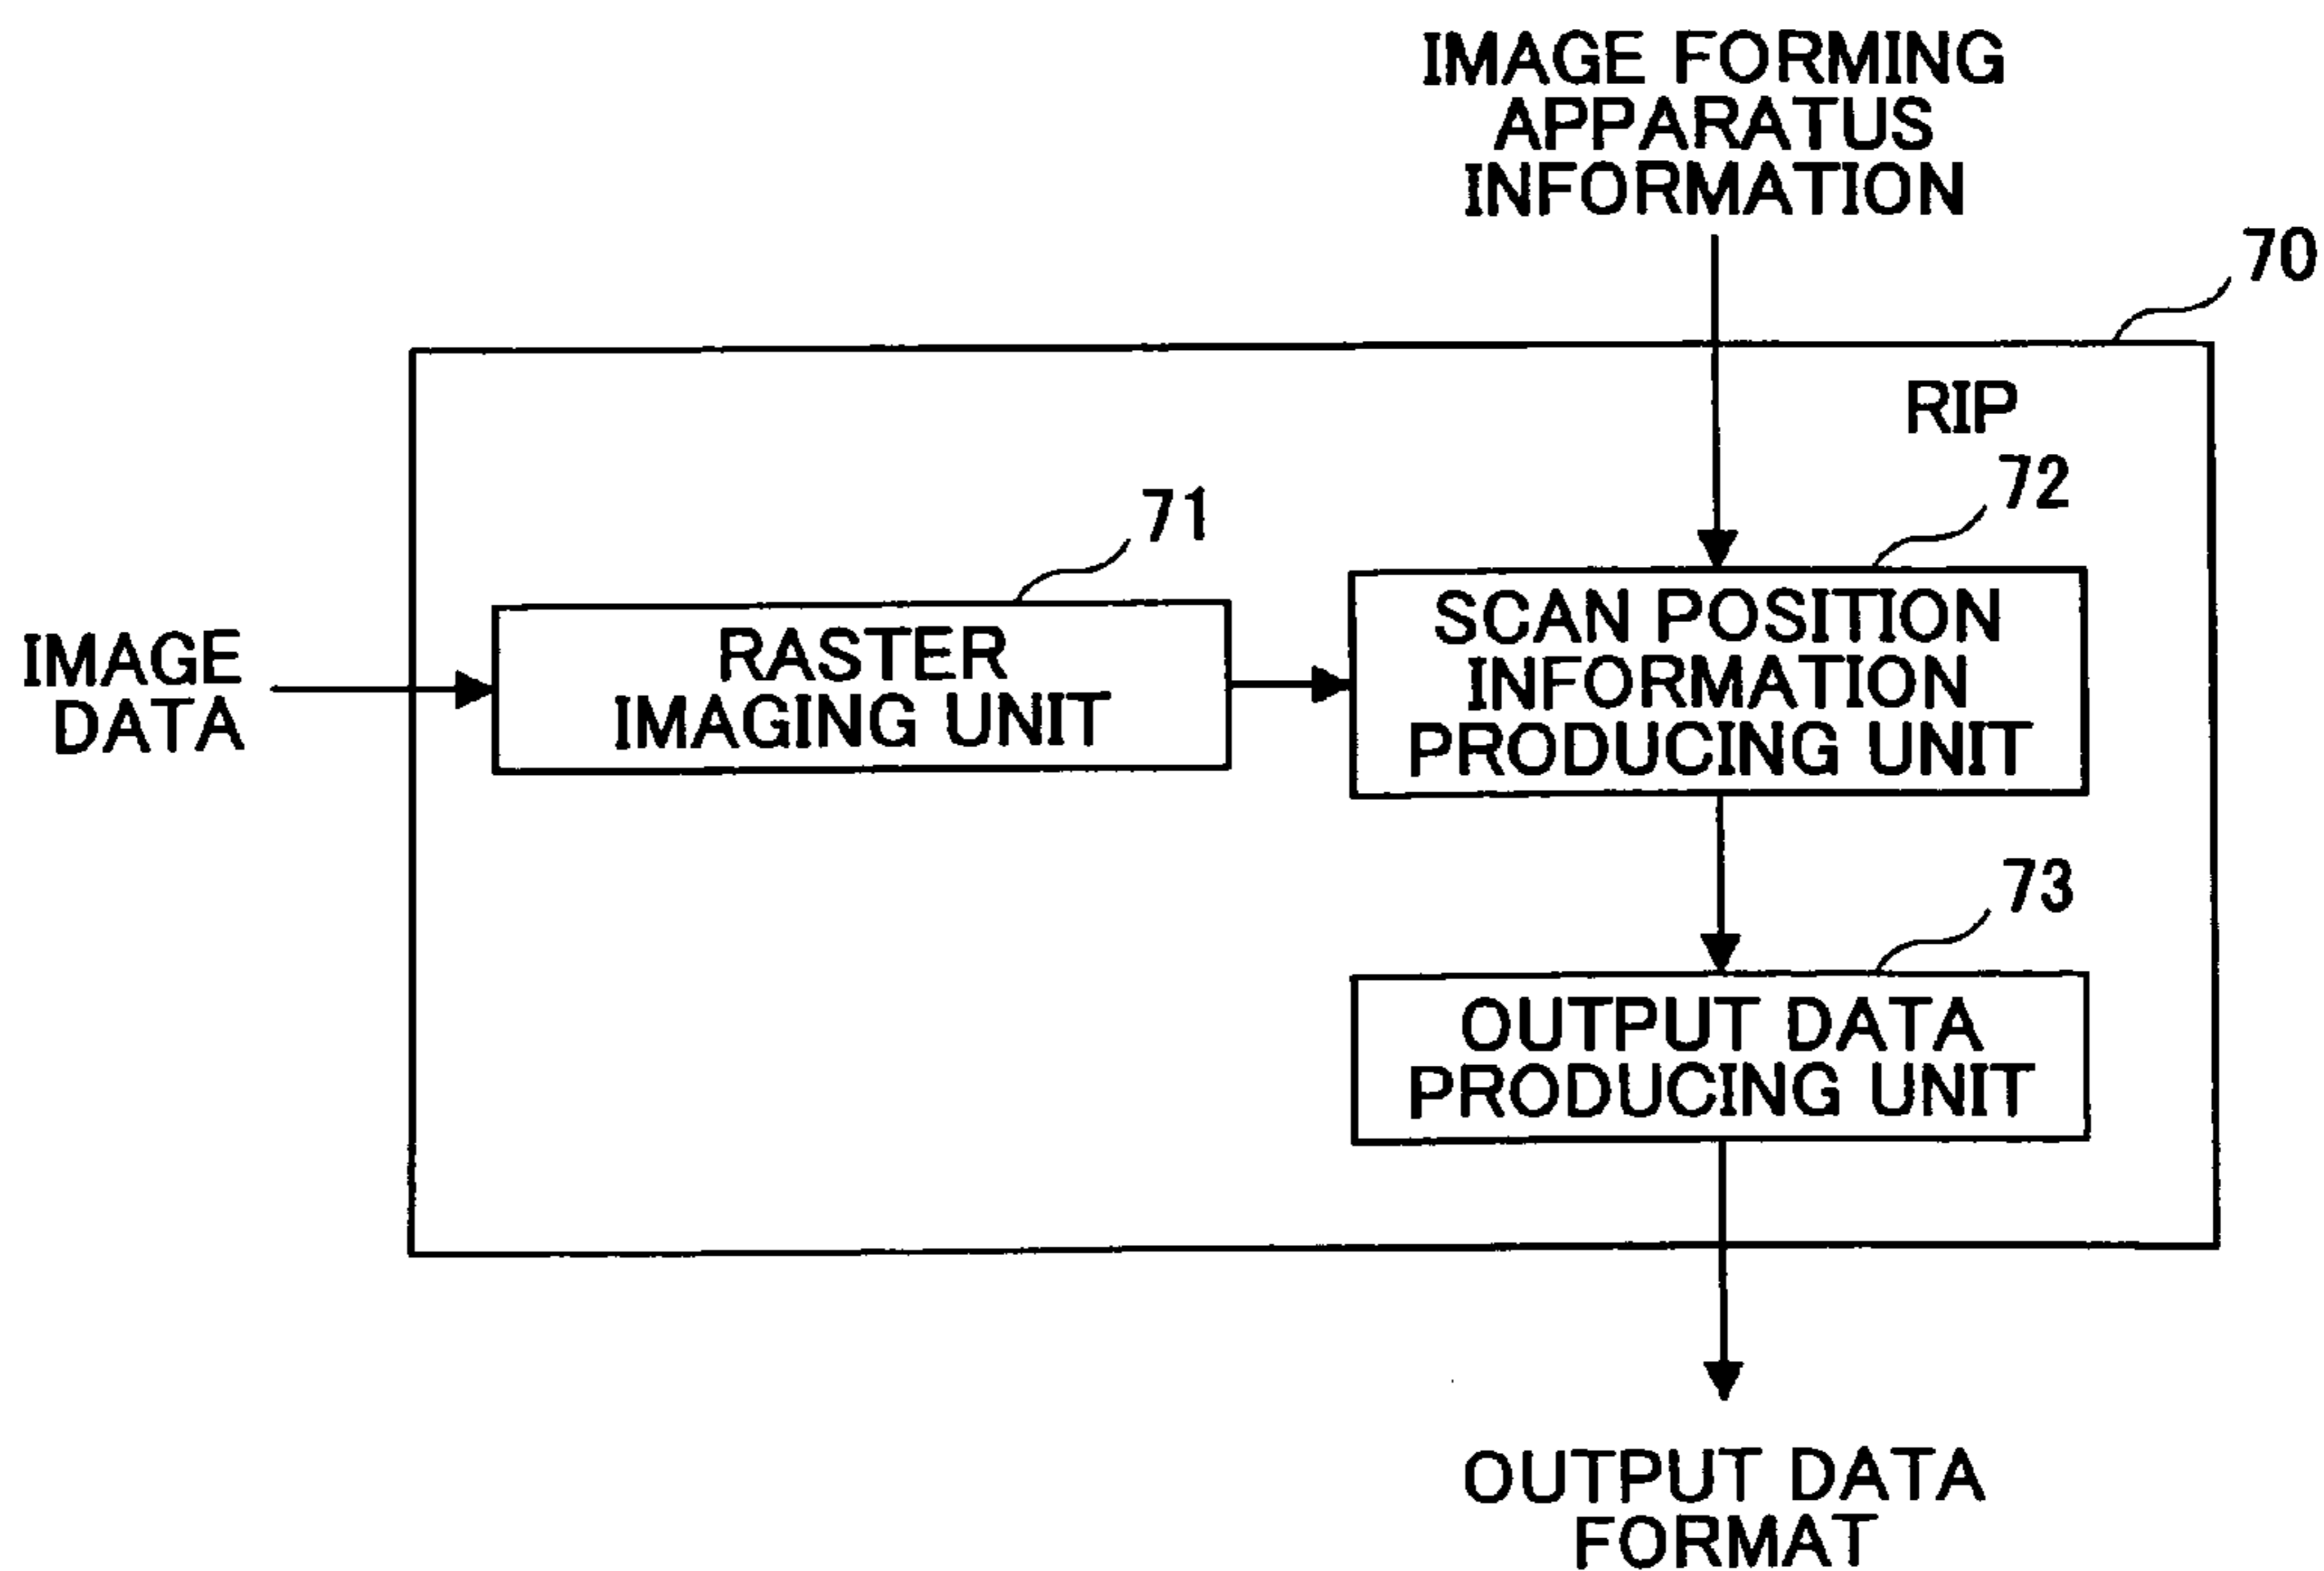 IMAGE FORMING
APPARATUS
INFORMATION
70
RIP
72
71
IMAGE
DATA
RASTER
IMAGING UNIT
SCAN POSITION
INFORMATION
PRODUCING UNIT
73
OUTPUT DATA
PRODUCING UNIT
OUTPUT DATA
FORMAT